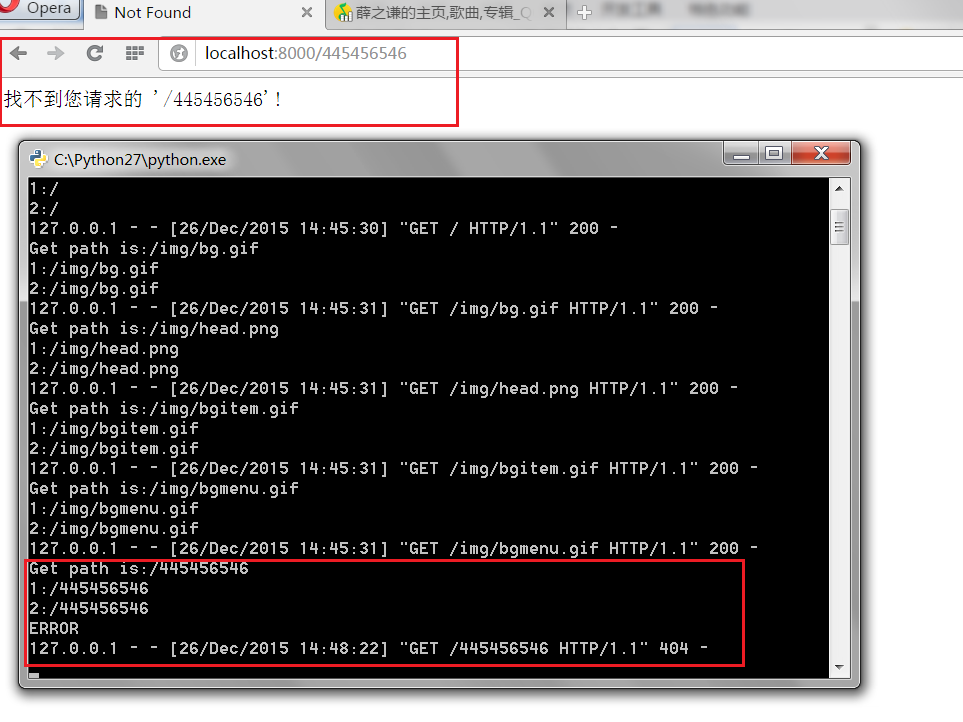 Opera
Not Found
薛之谦的主页,歌曲,专辑_Q
localhost:8000/445456546
找不到您请求的 '/445456546'!
C:\Python27\python.exe
1:/
2:/
127.0.0.1 - - [26/Dec/2015 14:45:30] "GET / HTTP/1.1" 200 -
Get path is:/img/bg.gif
1:/img/bg.gif
2:/img/bg.gif
127.0.0.1 - - [26/Dec/2015 14:45:31] "GET /img/bg.gif HTTP/1.1" 200 -
Get path is:/img/head.png
1:/img/head.png
2:/img/head.png
127.0.0.1 - - [26/Dec/2015 14:45:31] "GET /img/head.png HTTP/1.1" 200 -
Get path is:/img/bgitem.gif
1:/img/bgitem.gif
2:/img/bgitem.gif
127.0.0.1 - - [26/Dec/2015 14:45:31] "GET /img/bgitem.gif HTTP/1.1" 200 -
Get path is:/img/bgmenu.gif
1:/img/bgmenu.gif
2:/img/bgmenu.gif
127.0.0.1 - - [26/Dec/2015 14:45:31] "GET /img/bgmenu.gif HTTP/1.1" 200 -
Get path is:/445456546
1:/445456546
2:/445456546
ERROR
127.0.0.1 - - [26/Dec/2015 14:48:22] "GET /445456546 HTTP/1.1" 404 -